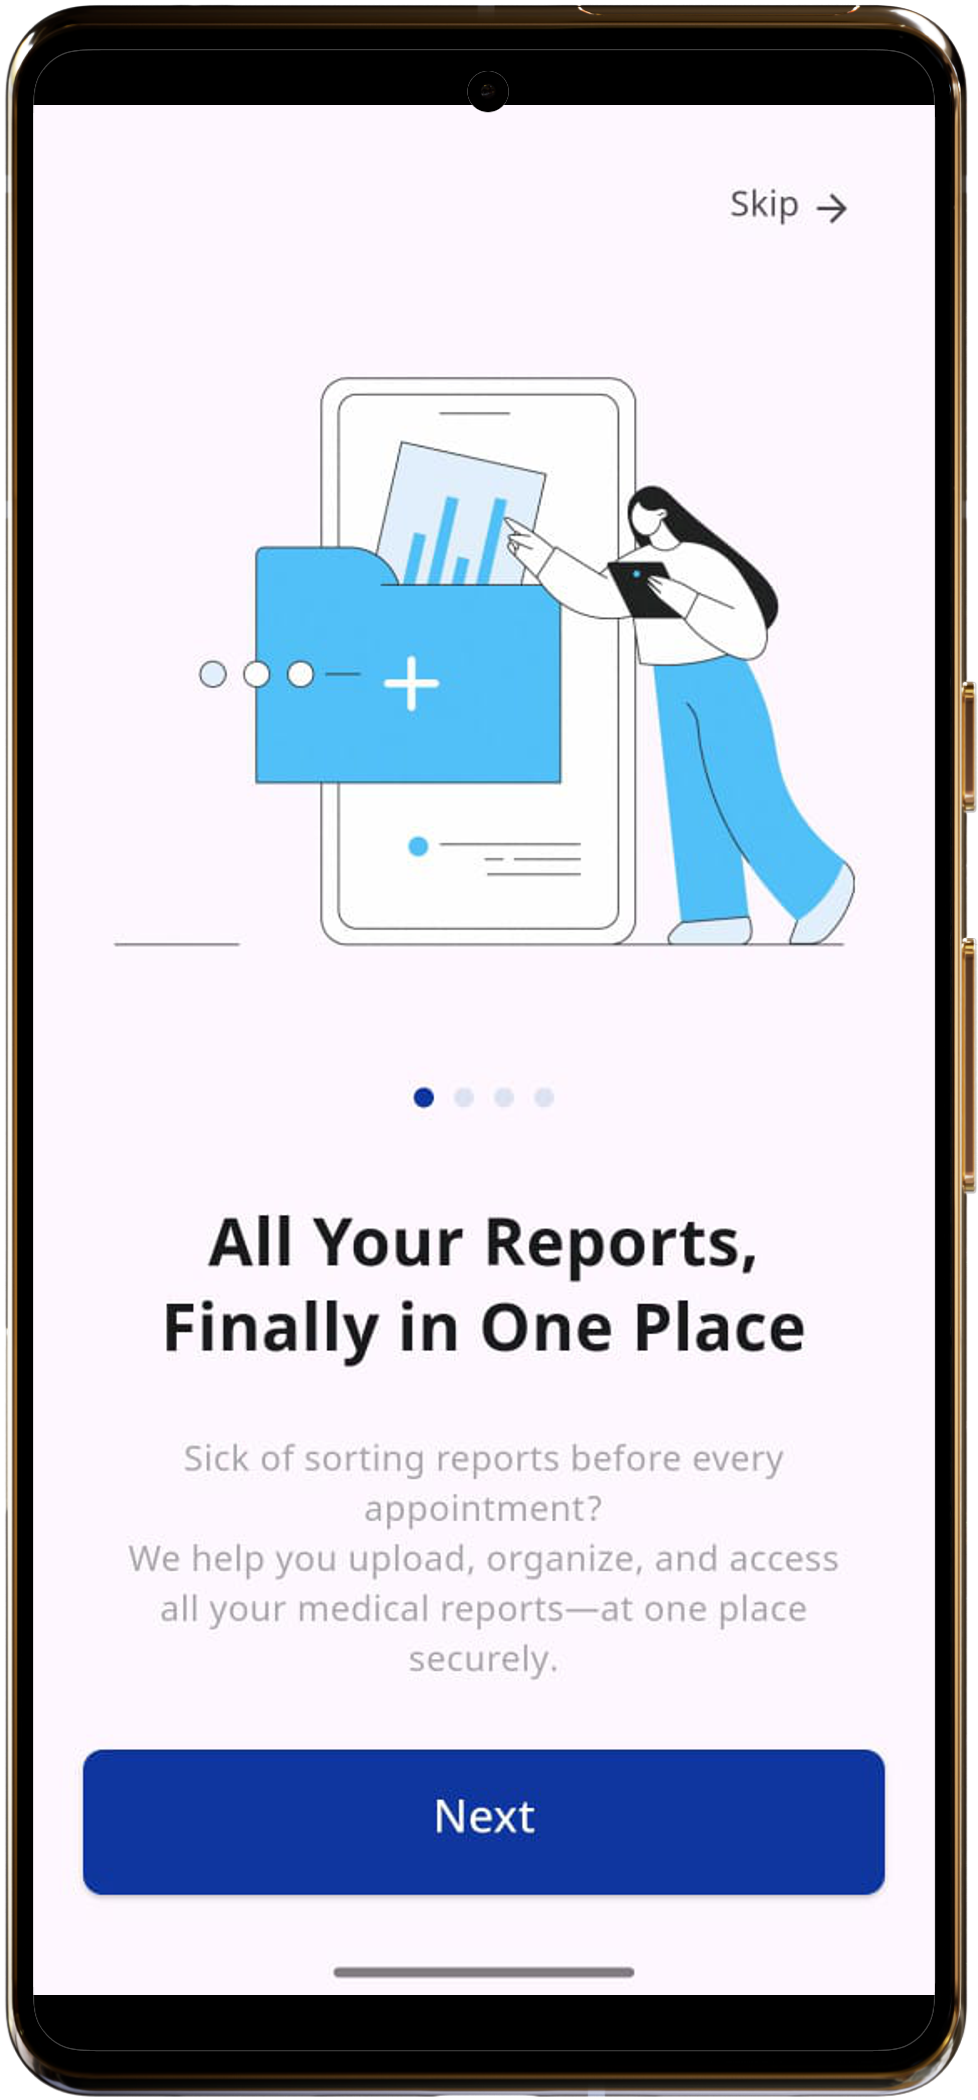 Skip →
All Your Reports,
Finally in One Place
Sick of sorting reports before every
appointment?
We help you upload, organize, and access
all your medical reports—at one place
securely.
Next